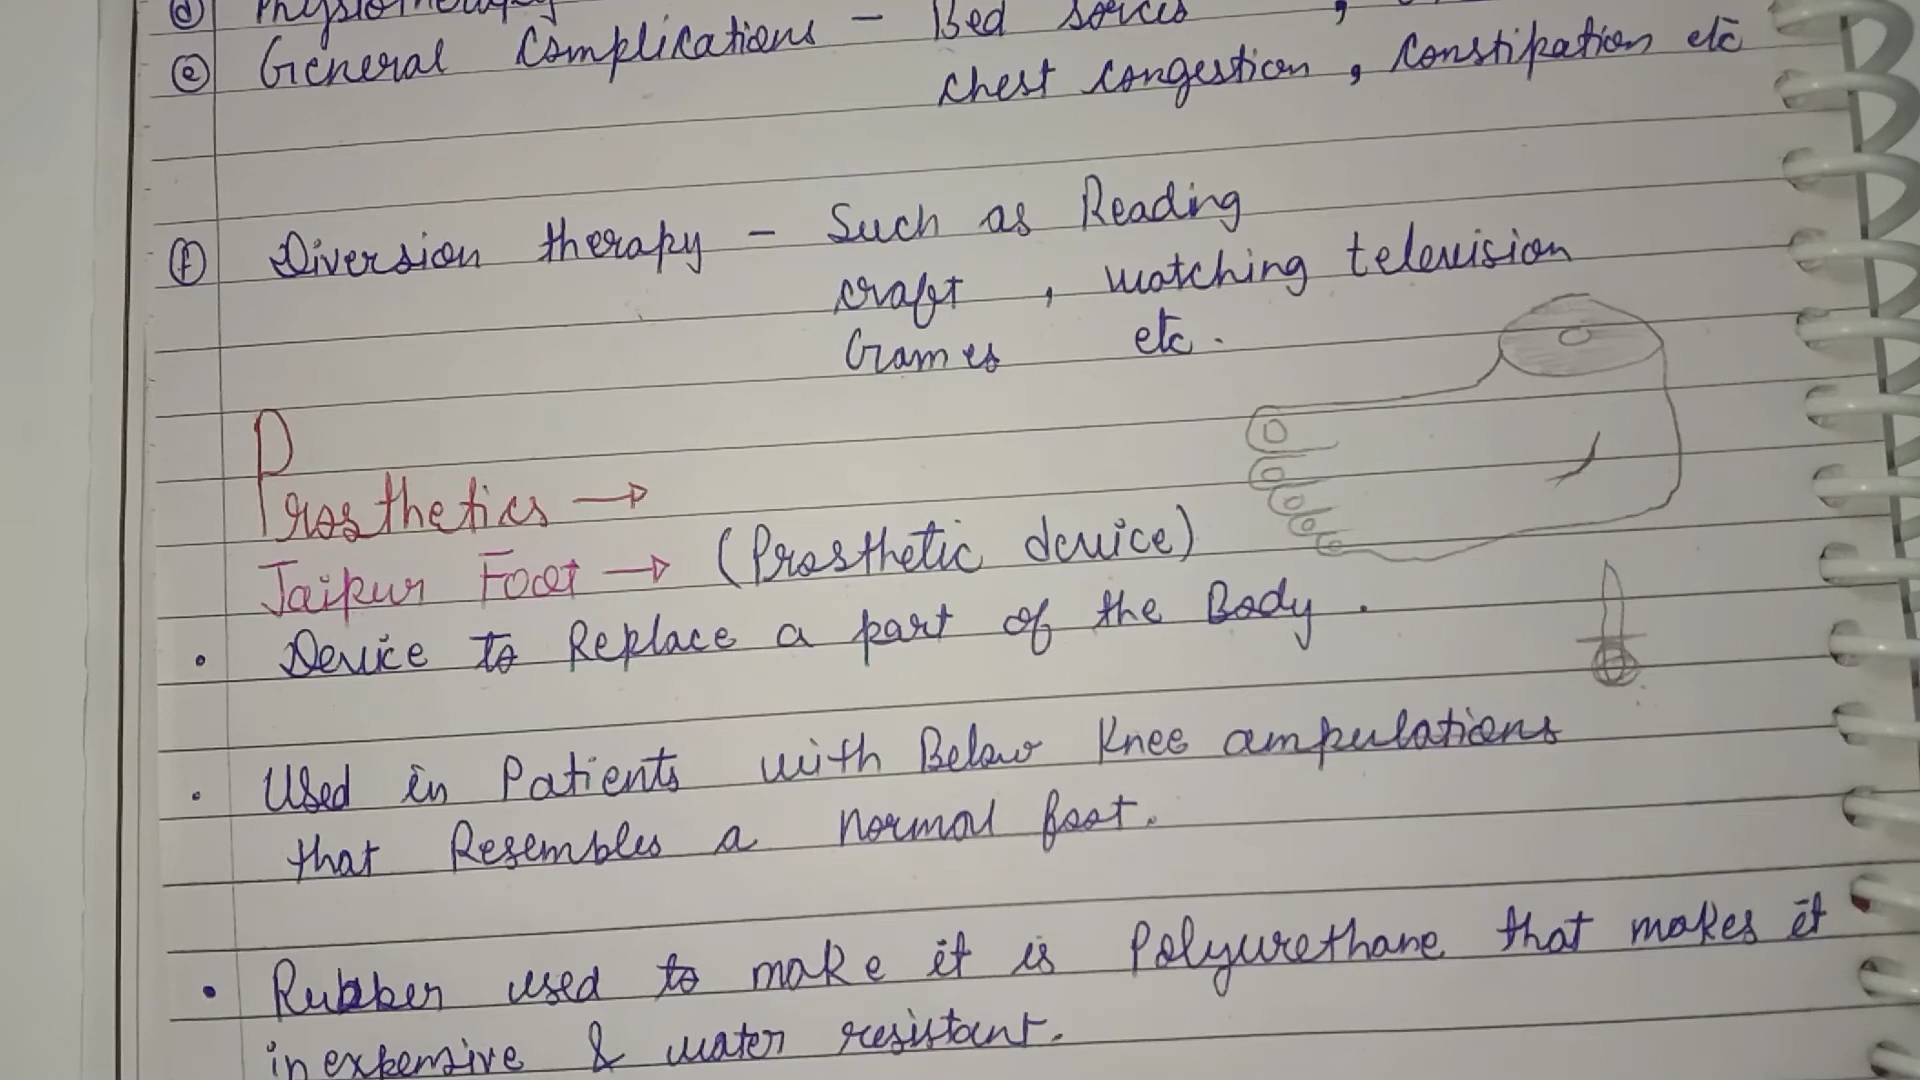 (d) Physiotherapy
(e) General Complications - Bed sores ,
chest congestion , constipation etc
(f) Diversion therapy - Such as Reading
craft , watching television
Games etc.
Prosthetics →
Jaipur Foot → (Prosthetic device)
• Device to Replace a part of the Body .
• Used in Patients with Below Knee ampulations
that Resembles a normal foot.
• Rubber used to make it is Polyurethane that makes it
inexpensive & water resistant.